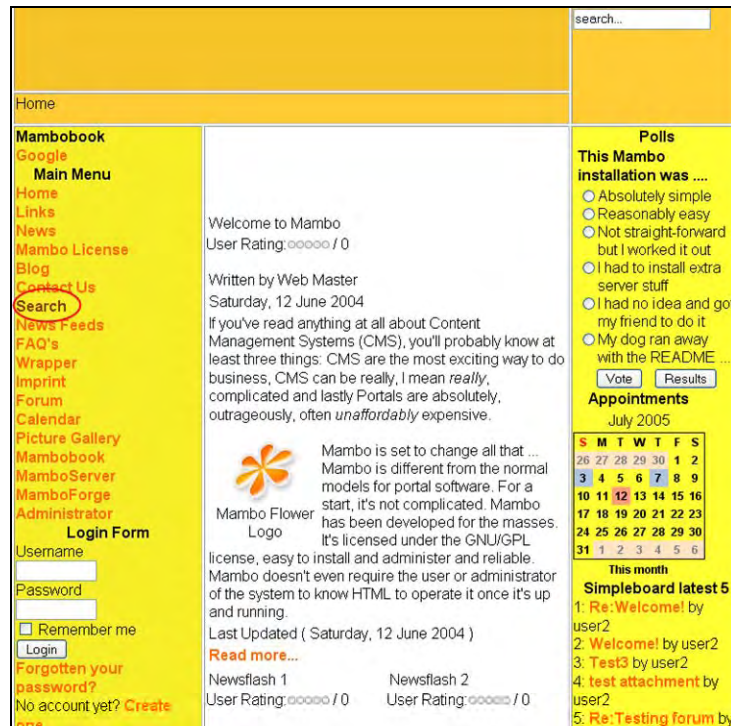 search...
Home
Mambobook
Google
Main Menu
Home
Links
News
Mambo License
Blog
Contact Us
Search
News Feeds
FAQ's
Wrapper
Imprint
Forum
Calendar
Picture Gallery
Mambobook
MamboServer
MamboForge
Administrator
Login Form
Username
Password
Remember me
Login
Forgotten your
password?
No account yet? Create
one
Welcome to Mambo
User Rating: / 0
Written by Web Master
Saturday, 12 June 2004
If you've read anything at all about Content
Management Systems (CMS), you'll probably know at
least three things: CMS are the most exciting way to do
business, CMS can be really, I mean really,
complicated and lastly Portals are absolutely,
outrageously, often unaffordably expensive.
Mambo Flower
Logo
Mambo is set to change all that ...
Mambo is different from the normal
models for portal software. For a
start, it's not complicated. Mambo
has been developed for the masses.
It's licensed under the GNU/GPL
license, easy to install and administer and reliable.
Mambo doesn't even require the user or administrator
of the system to know HTML to operate it once it's up
and running.
Last Updated ( Saturday, 12 June 2004 )
Read more...
Newsflash 1 Newsflash 2
User Rating: / 0 User Rating: / 0
Polls
This Mambo
installation was ....
Absolutely simple
Reasonably easy
Not straight-forward
but I worked it out
I had to install extra
server stuff
I had no idea and got
my friend to do it
My dog ran away
with the README ...
Vote Results
Appointments
July 2005
S M T W T F S
26 27 28 29 30 1 2
3 4 5 6 7 8 9
10 11 12 13 14 15 16
17 18 19 20 21 22 23
24 25 26 27 28 29 30
31 1 2 3 4 5 6
This month
Simpleboard latest 5
1: Re:Welcome! by
user2
2: Welcome! by user2
3: Test3 by user2
4: test attachment by
user2
5: Re:Testing forum by